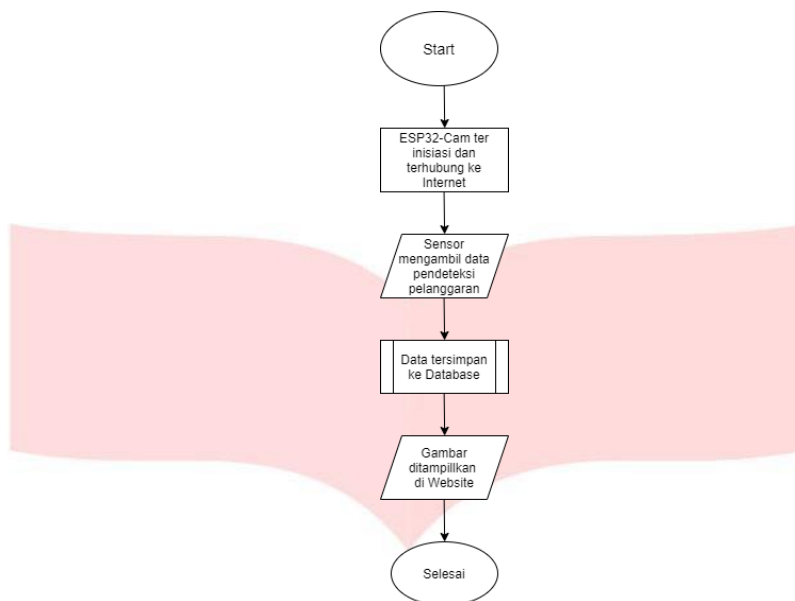 Start
ESP32-Cam ter
inisiasi dan
terhubung ke
Internet
Sensor
mengambil data
pendeteksi
pelanggaran
Data tersimpan
ke Database
Gambar
ditampillkan
di Website
Selesai